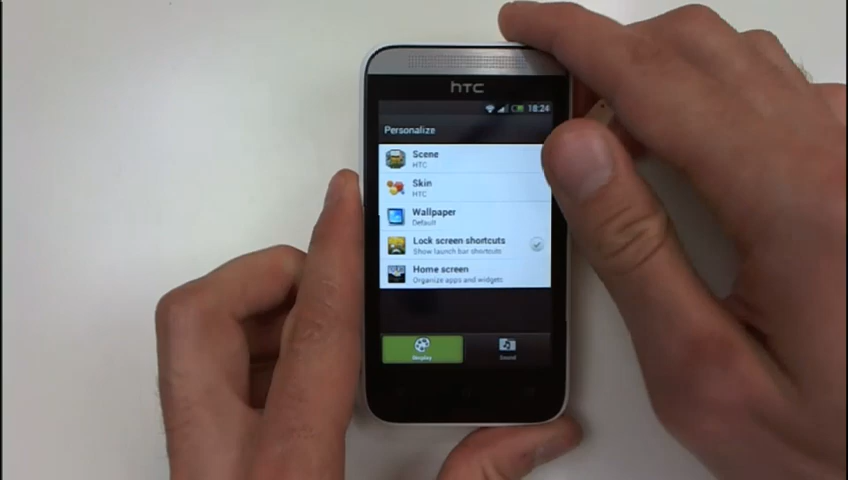 hTC
18:24
Personalize
Scene
HTC
Skin
HTC
Wallpaper
Default
Lock screen shortcuts
Show launch bar shortcuts
Home screen
Organize apps and widgets
Display
Sound